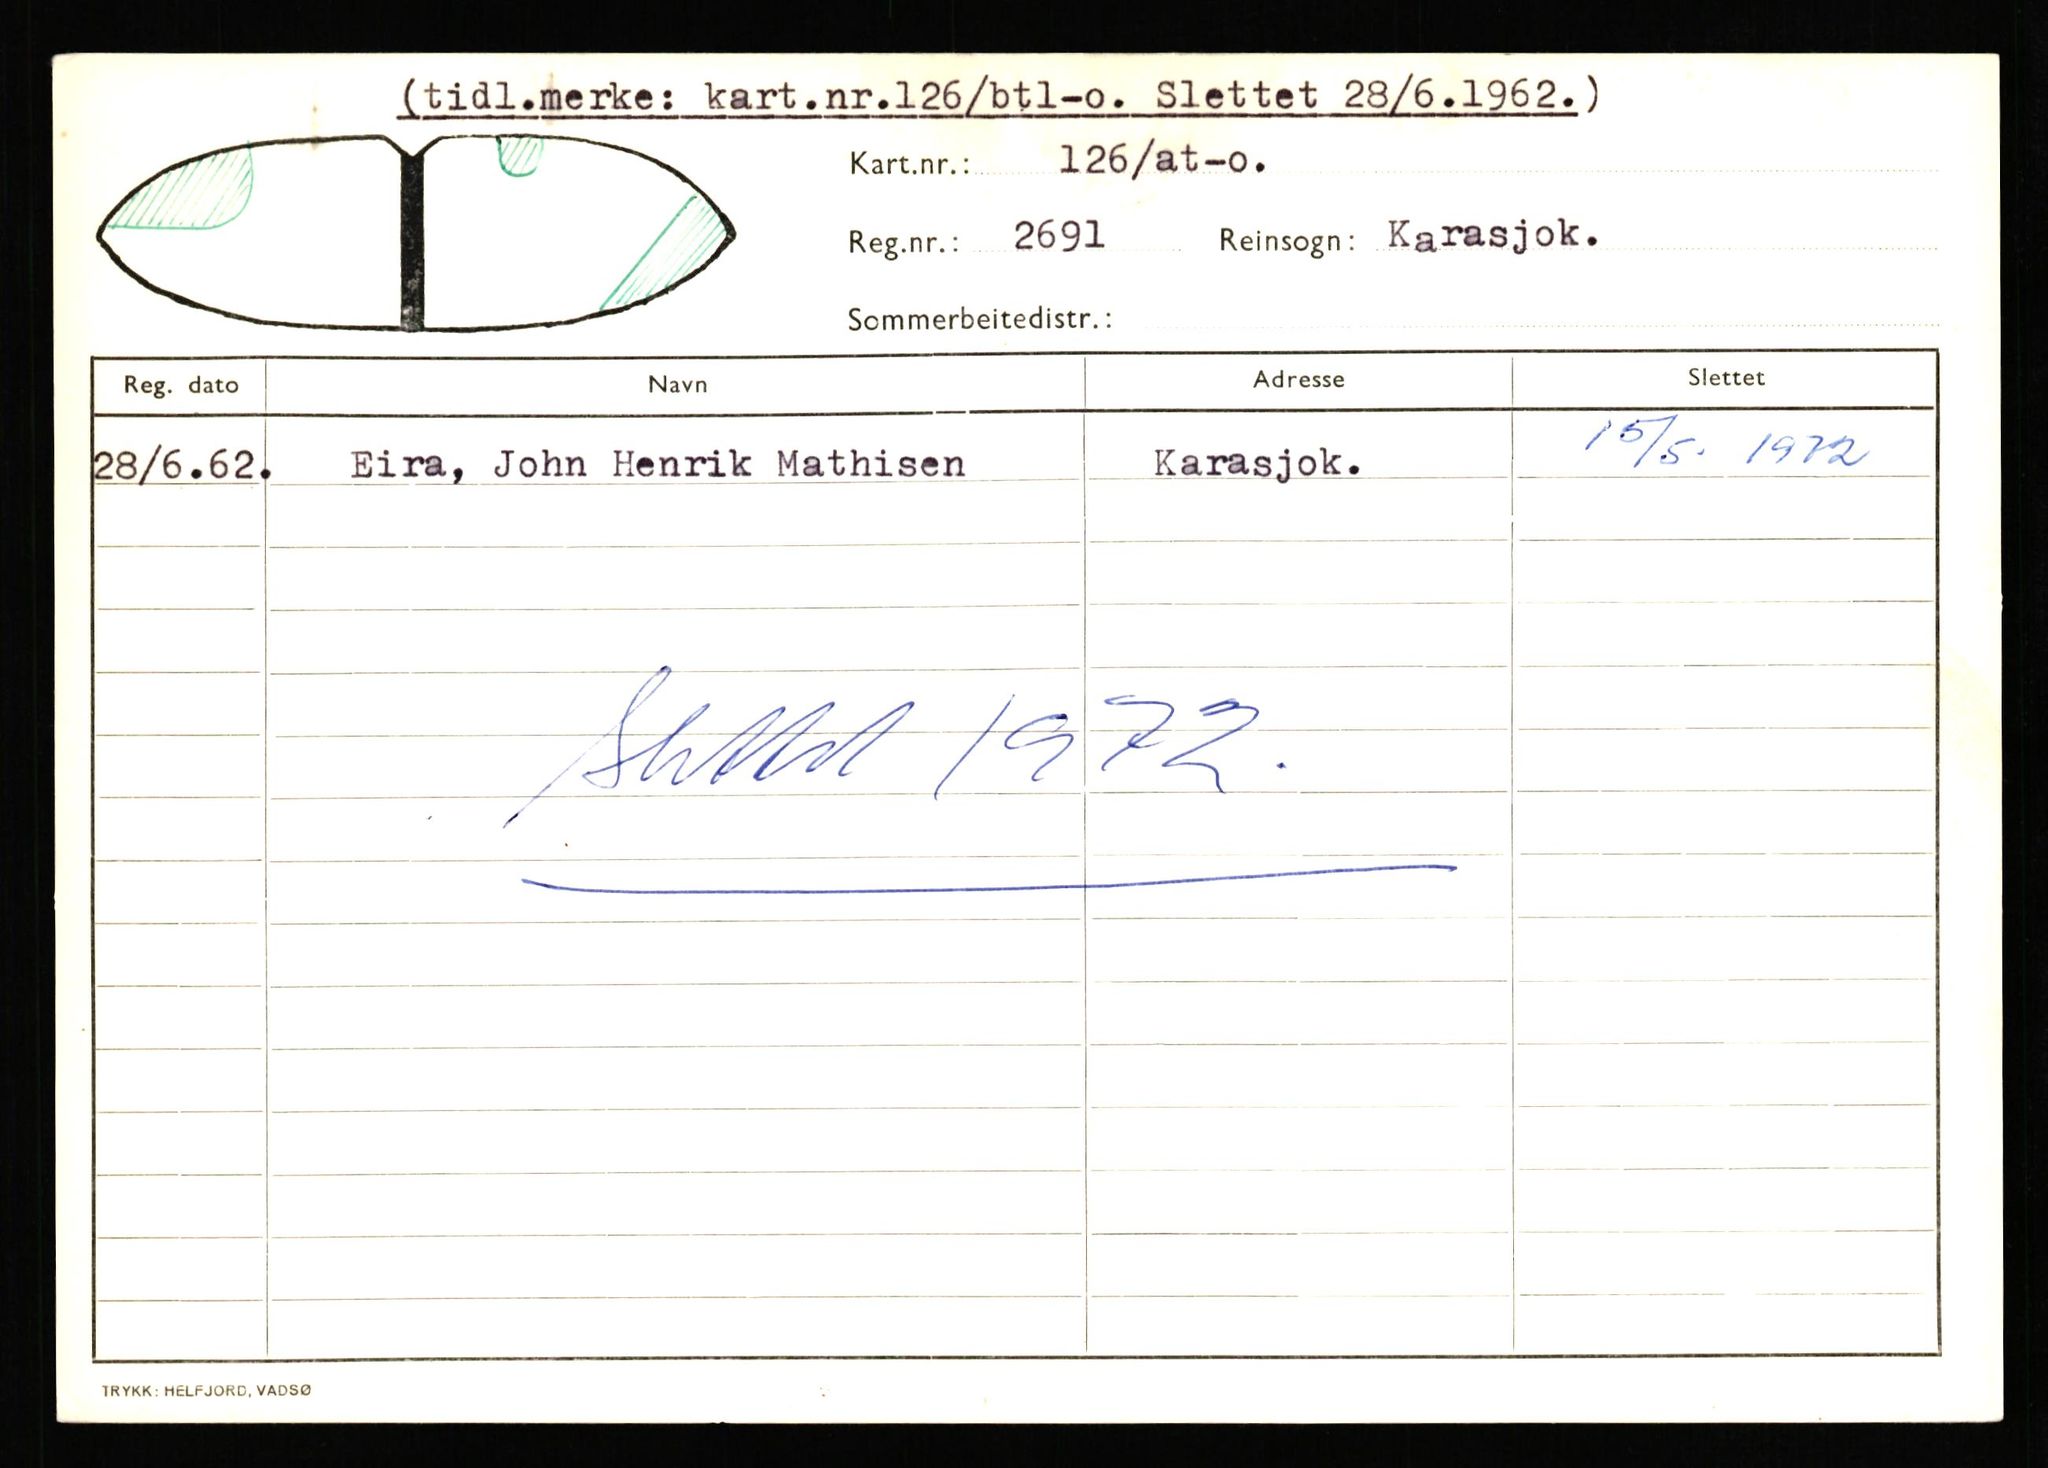 (tidl.merke: kart.nr.126/btl-o. Slettet 28/6.1962.)
Kart.nr.: 126/at-o.
Reg.nr.: 2691 Reinsogn: Karasjok.
Sommerbeitedistr.:
Reg. dato Navn Adresse Slettet
28/6.62. Eira, John Henrik Mathisen Karasjok. 15/5. 1972
Slettet 1972.
TRYKK: HELFJORD, VADSØ